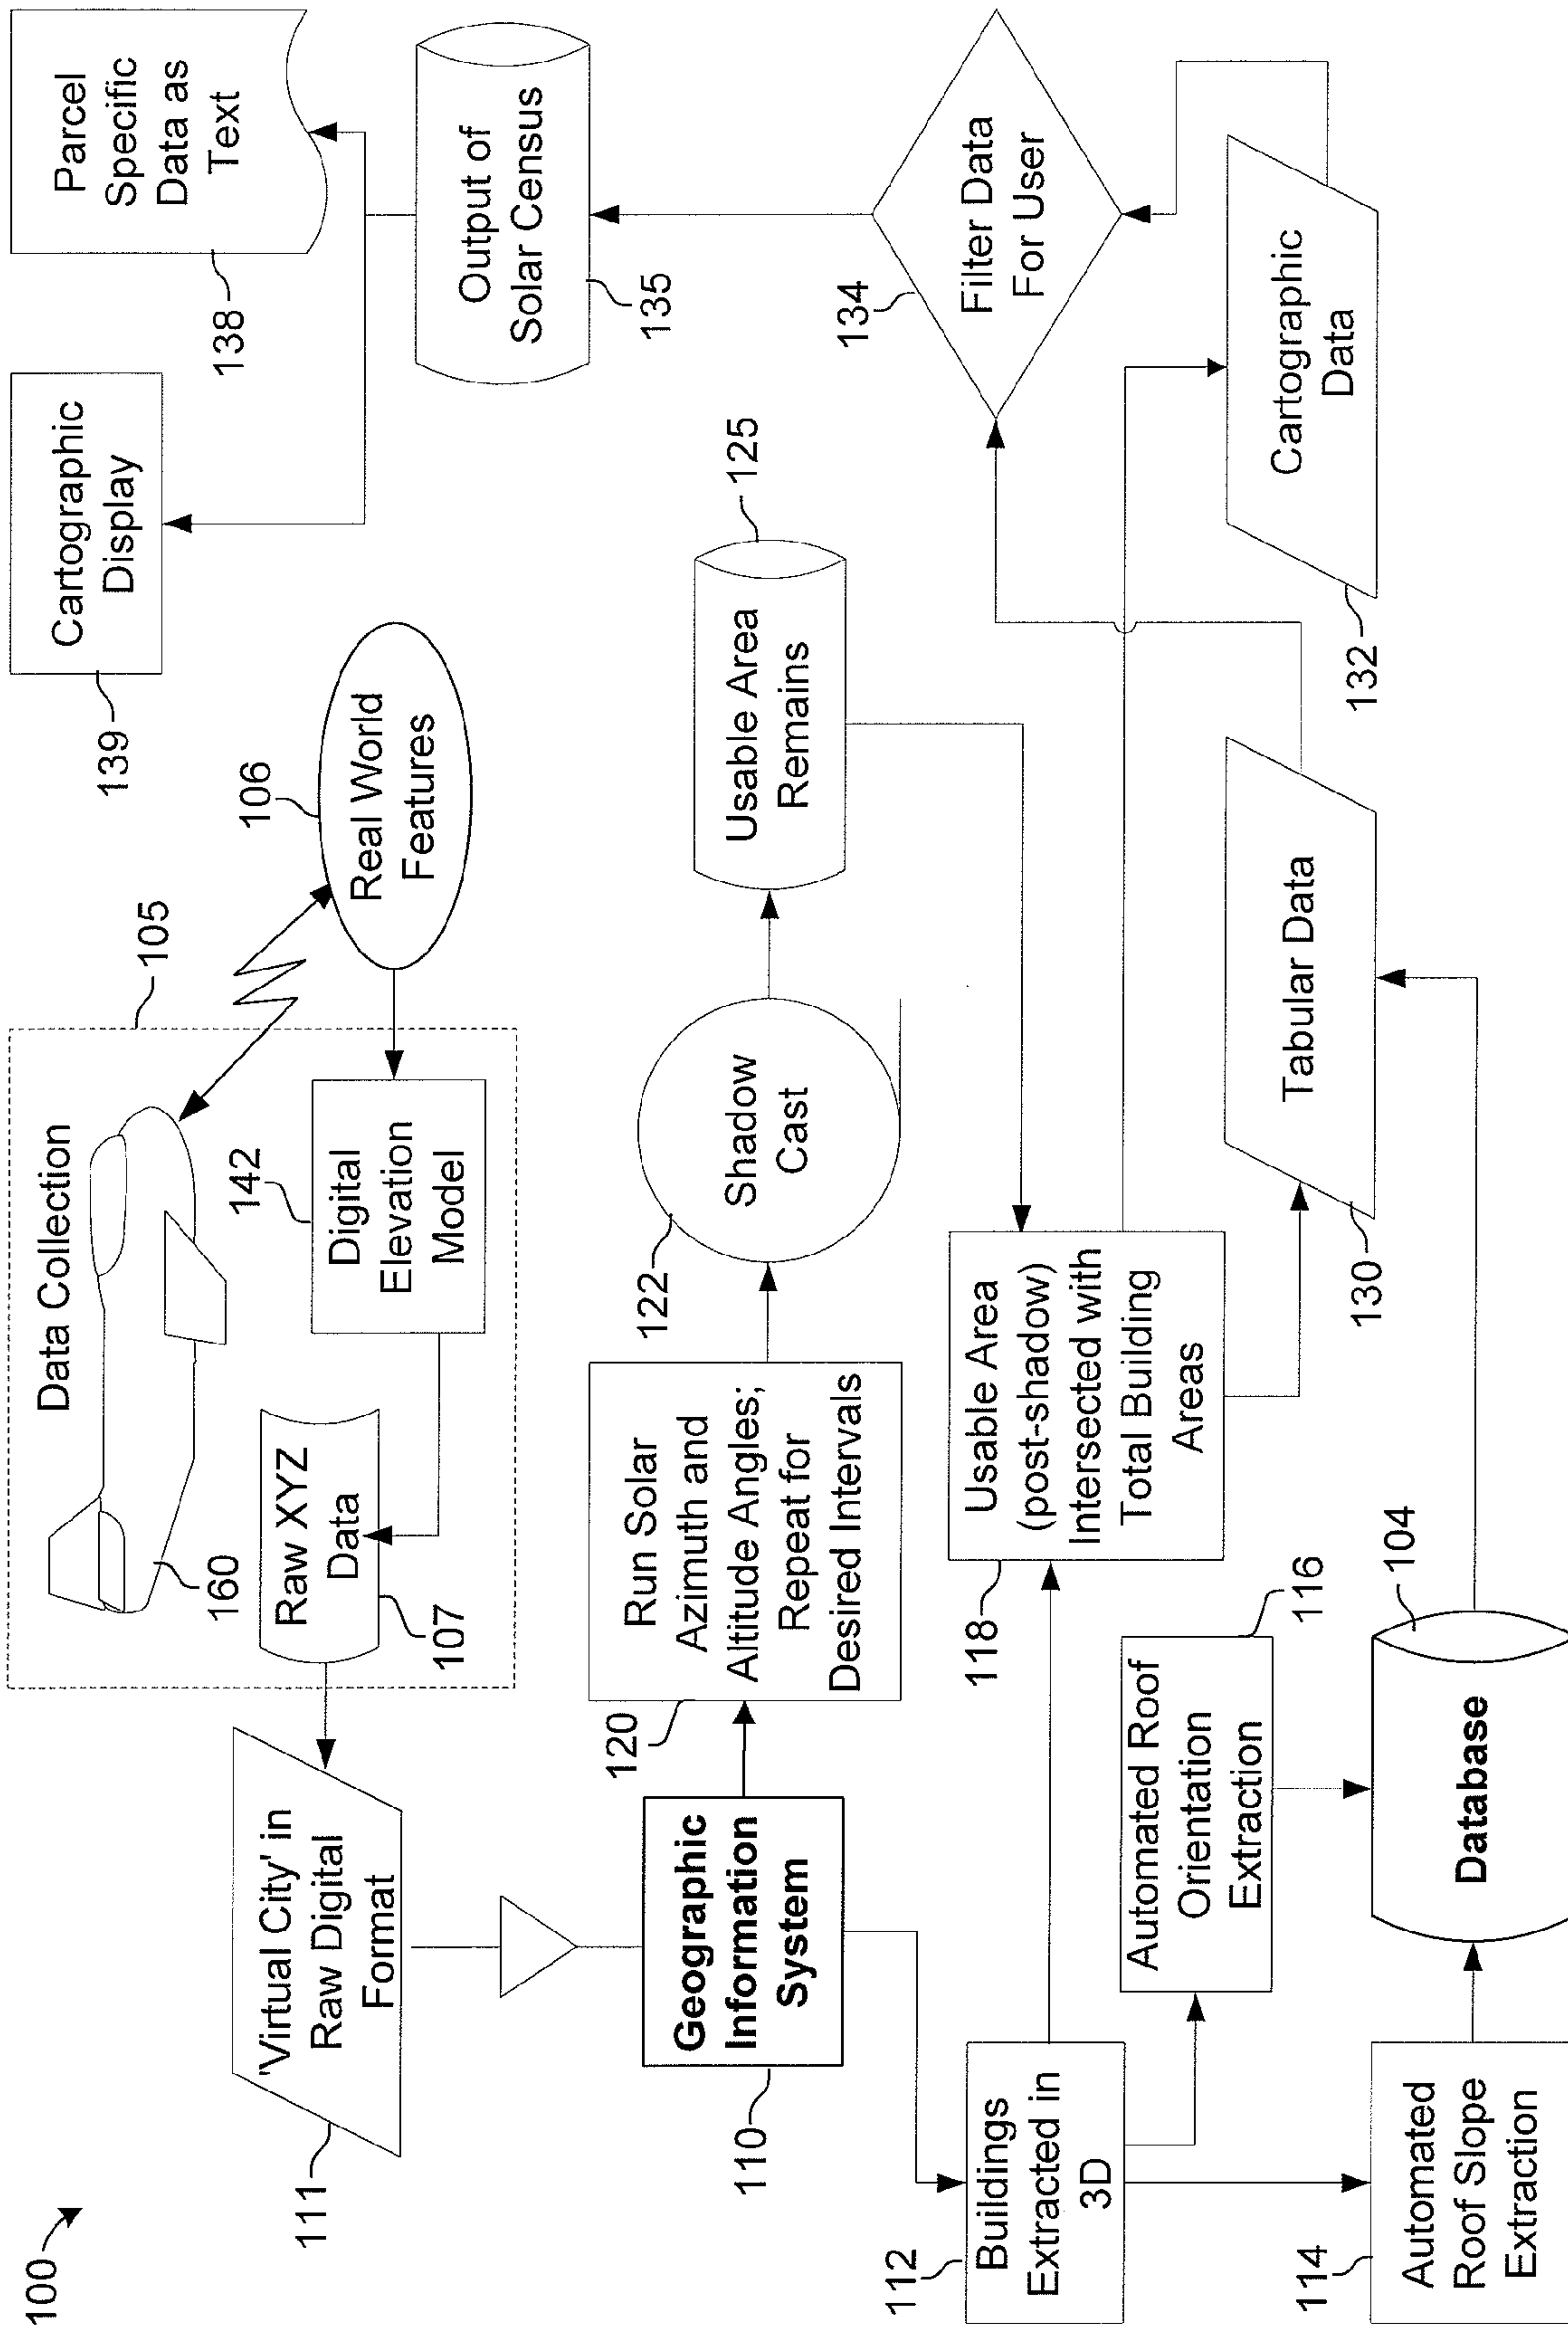 100
111
'Virtual City' in
Raw Digital
Format
Data Collection
105
160
Raw XYZ
Data
107
142
Digital
Elevation
Model
106
Real World
Features
139
Cartographic
Display
138
Parcel
Specific
Data as
Text
110
Geographic
Information
System
120
Run Solar
Azimuth and
Altitude Angles;
Repeat for
Desired Intervals
122
Shadow
Cast
125
Usable Area
Remains
135
Output of
Solar Census
112
Buildings
Extracted in
3D
118
Usable Area
(post-shadow)
Intersected with
Total Building
Areas
134
Filter Data
For User
116
Automated Roof
Orientation
Extraction
114
Automated
Roof Slope
Extraction
104
Database
130
Tabular Data
132
Cartographic
Data